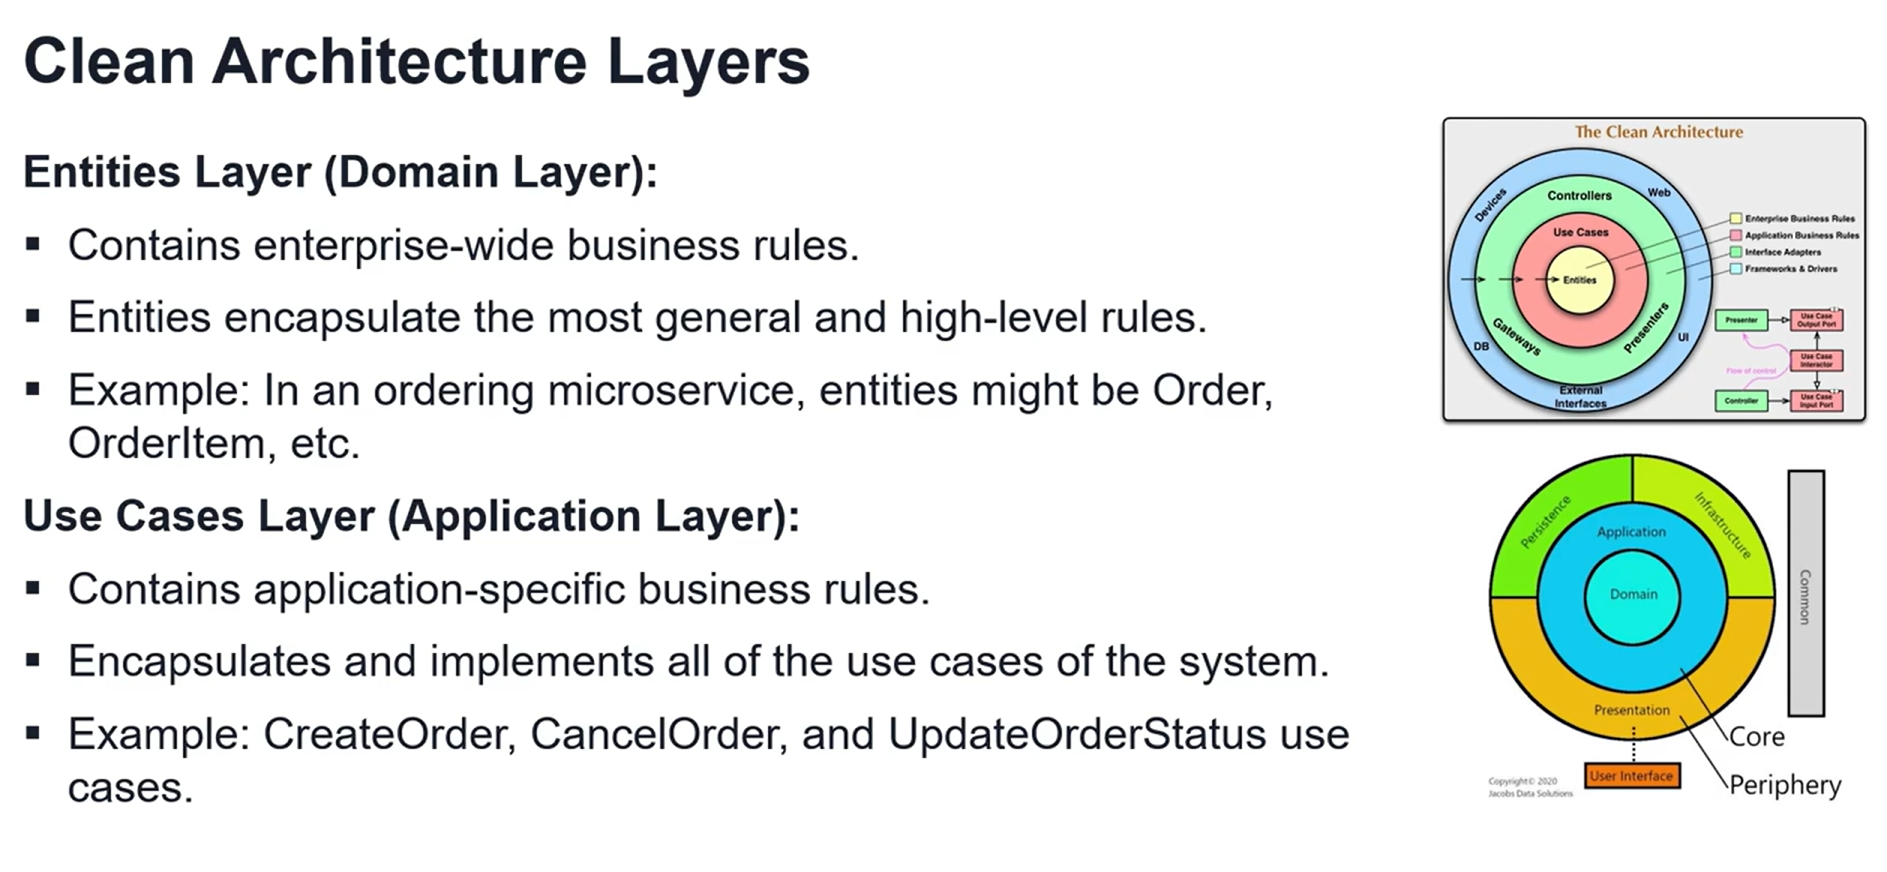 Clean Architecture Layers
Entities Layer (Domain Layer):
▪ Contains enterprise-wide business rules.
▪ Entities encapsulate the most general and high-level rules.
▪ Example: In an ordering microservice, entities might be Order,
OrderItem, etc.
Use Cases Layer (Application Layer):
▪ Contains application-specific business rules.
▪ Encapsulates and implements all of the use cases of the system.
▪ Example: CreateOrder, CancelOrder, and UpdateOrderStatus use
cases.
The Clean Architecture
Devices
Web
Controllers
Use Cases
Entities
Gateways
Presenters
DB
UI
External
Interfaces
Enterprise Business Rules
Application Business Rules
Interface Adapters
Frameworks & Drivers
Presenter
Use Case
Output Port
Flow of control
Use Case
Interactor
Controller
Use Case
Input Port
Persistence
Infrastructure
Application
Domain
Common
Presentation
Core
Periphery
User Interface
Copyright© 2020
Jacobs Data Solutions